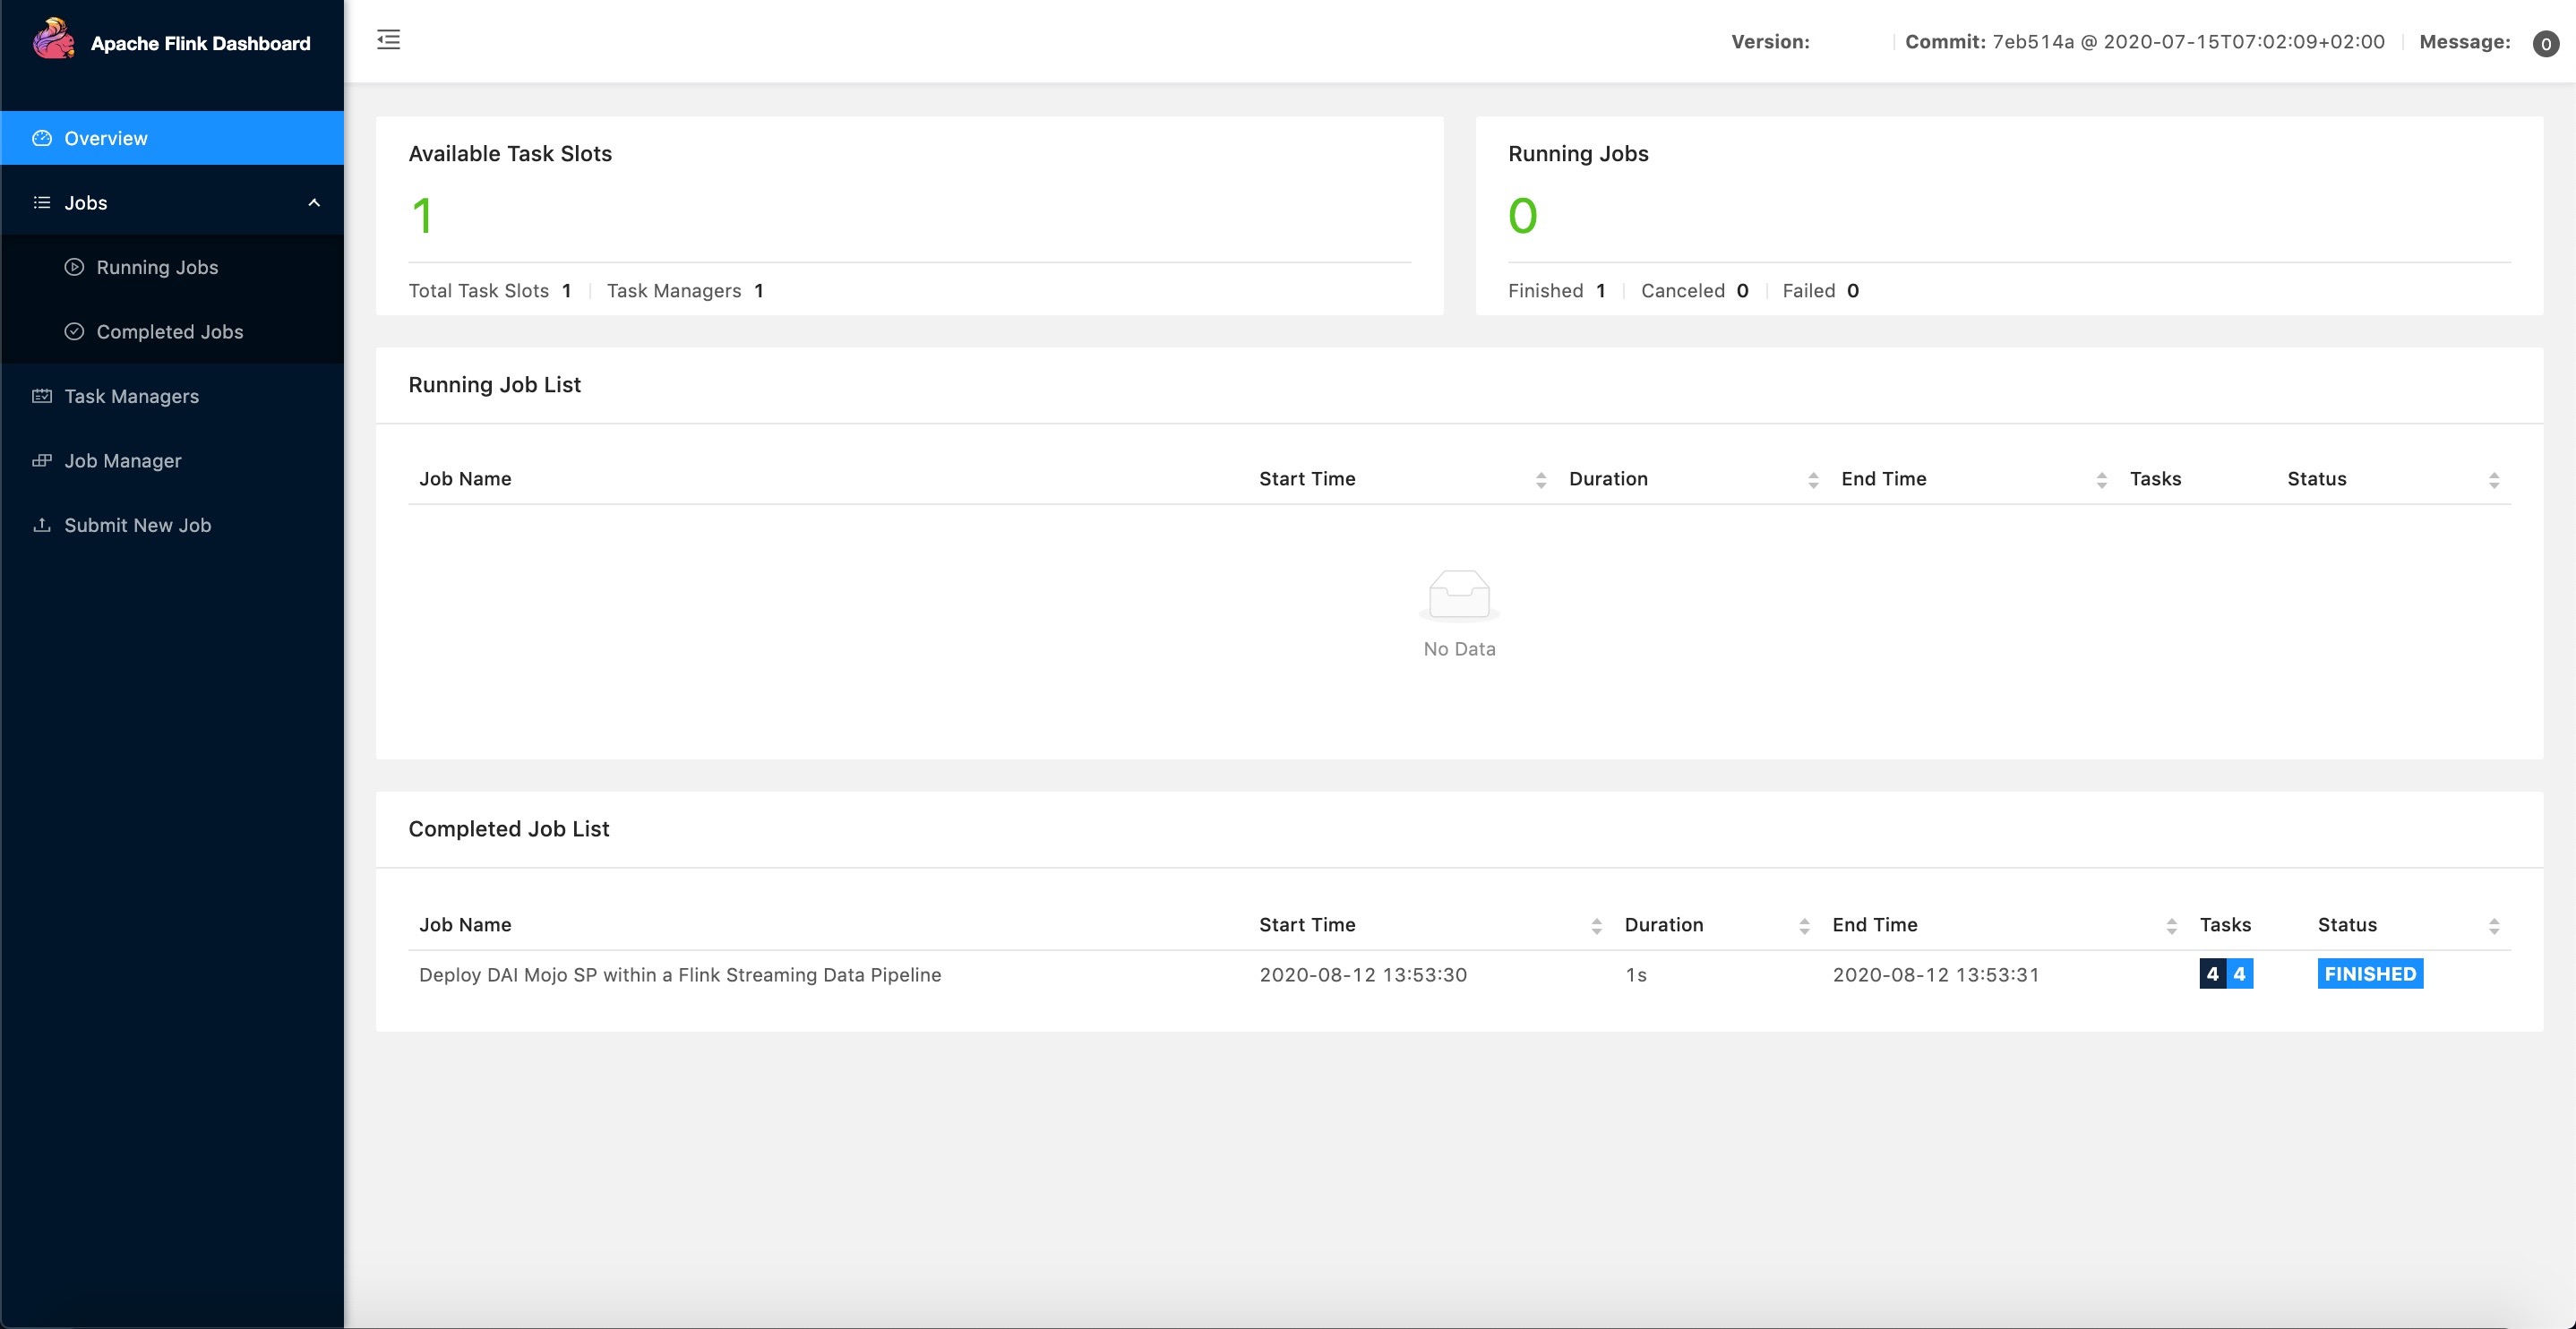 Apache Flink Dashboard
Version: Commit: 7eb514a @ 2020-07-15T07:02:09+02:00 Message: 0
Overview
Jobs
Running Jobs
Completed Jobs
Task Managers
Job Manager
Submit New Job
Available Task Slots
1
Total Task Slots 1 Task Managers 1
Running Jobs
0
Finished 1 Canceled 0 Failed 0
Running Job List
Job Name Start Time Duration End Time Tasks Status
No Data
Completed Job List
Job Name Start Time Duration End Time Tasks Status
Deploy DAI Mojo SP within a Flink Streaming Data Pipeline 2020-08-12 13:53:30 1s 2020-08-12 13:53:31 4 4 FINISHED